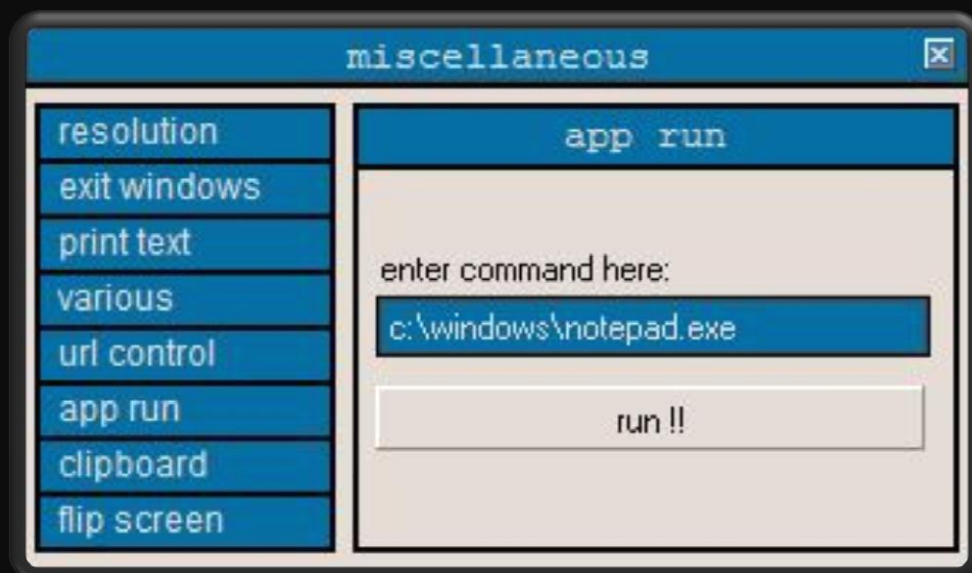 miscellaneous
resolution
exit windows
print text
various
url control
app run
clipboard
flip screen
app run
enter command here:
c:\windows\notepad.exe
run !!